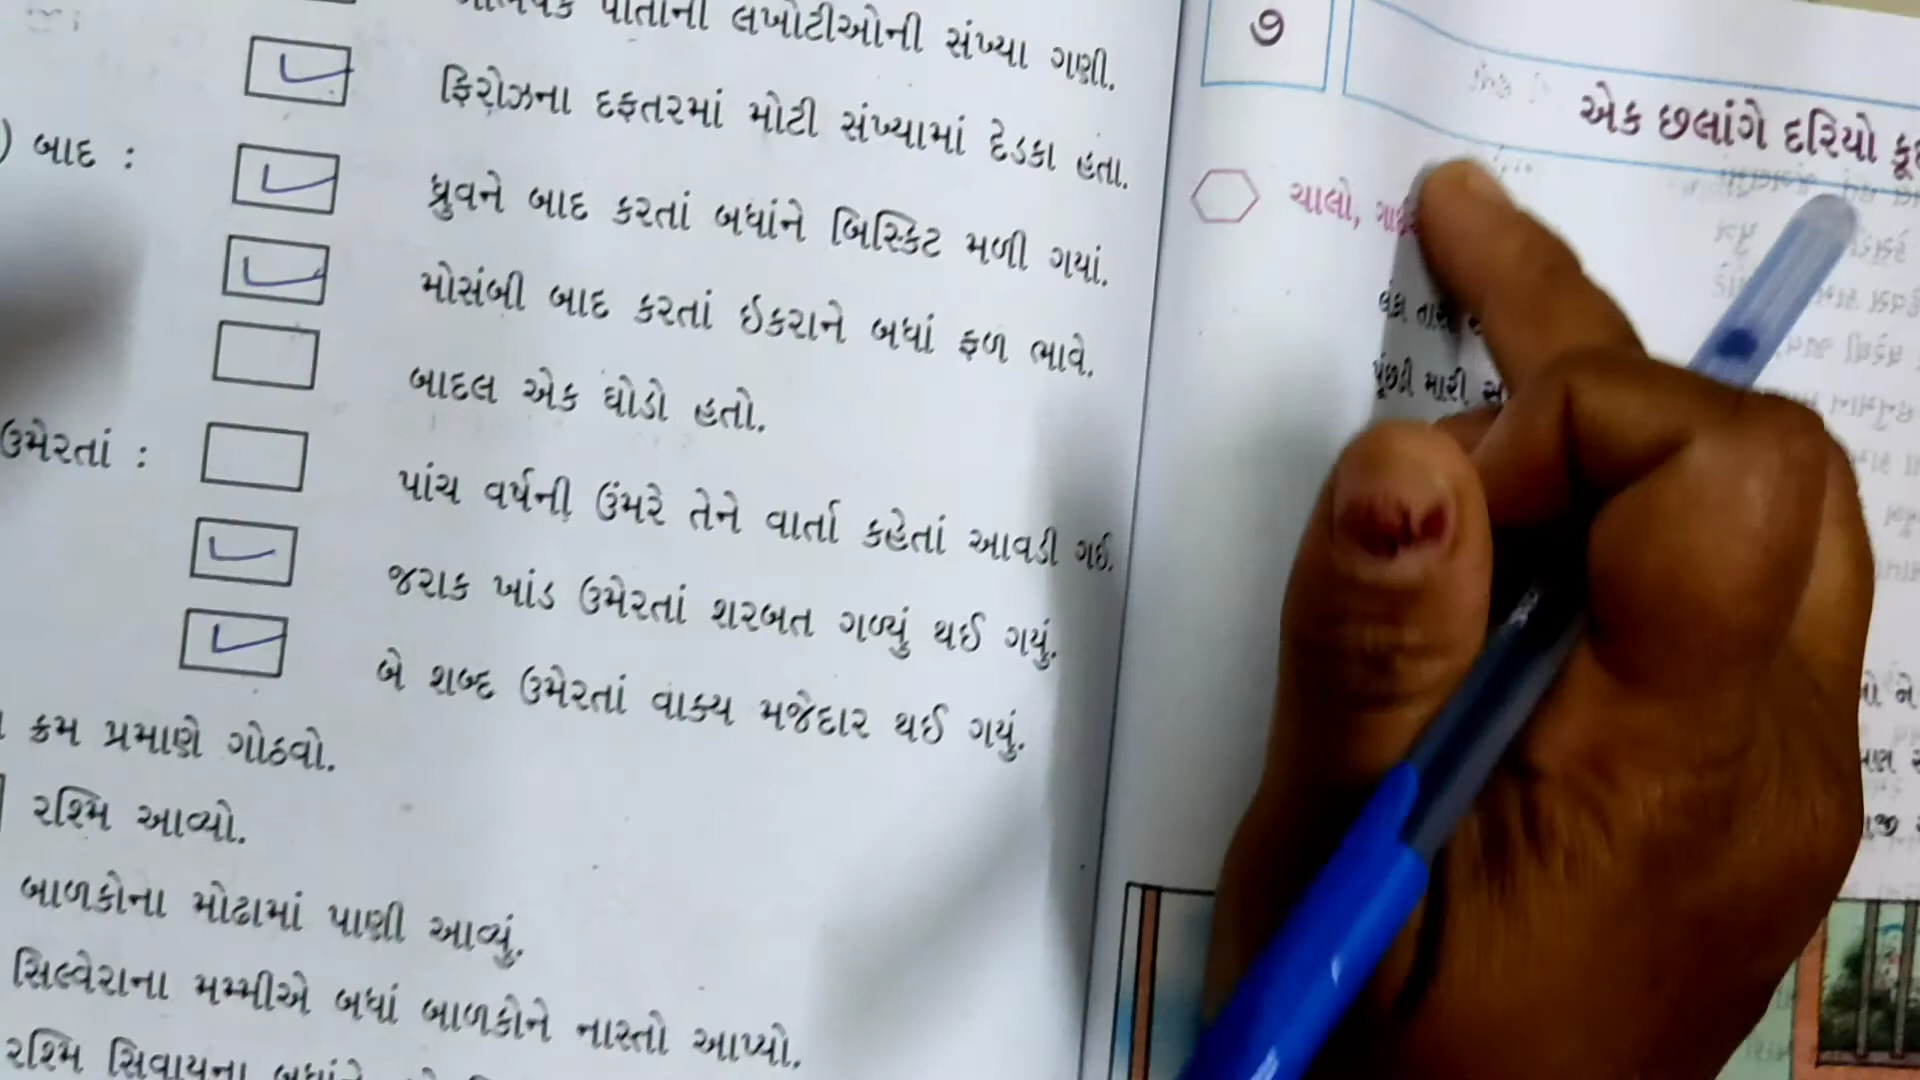 પોતાની લખોટીઓની સંખ્યા ગણી.
ફિરોઝના દફતરમાં મોટી સંખ્યામાં દેડકા હતા.
બાદ :
ધ્રુવને બાદ કરતાં બધાંને બિસ્કિટ મળી ગયાં.
મોસંબી બાદ કરતાં ઈકરાને બધાં ફળ ભાવે.
બાદલ એક ઘોડો હતો.
ઉમેરતાં :
પાંચ વર્ષની ઉંમરે તેને વાર્તા કહેતાં આવડી ગઈ.
જરાક ખાંડ ઉમેરતાં શરબત ગળ્યું થઈ ગયું.
બે શબ્દ ઉમેરતાં વાક્ય મજેદાર થઈ ગયું.
ક્રમ પ્રમાણે ગોઠવો.
રશ્મિ આવ્યો.
બાળકોના મોઢામાં પાણી આવ્યું.
સિલ્વેરાના મમ્મીએ બધાં બાળકોને નાસ્તો આપ્યો.
રશ્મિ સિવાયના બધાંને
૭
એક છલાંગે દરિયો
ચાલો,
લંકા
પૂંછડી મારી